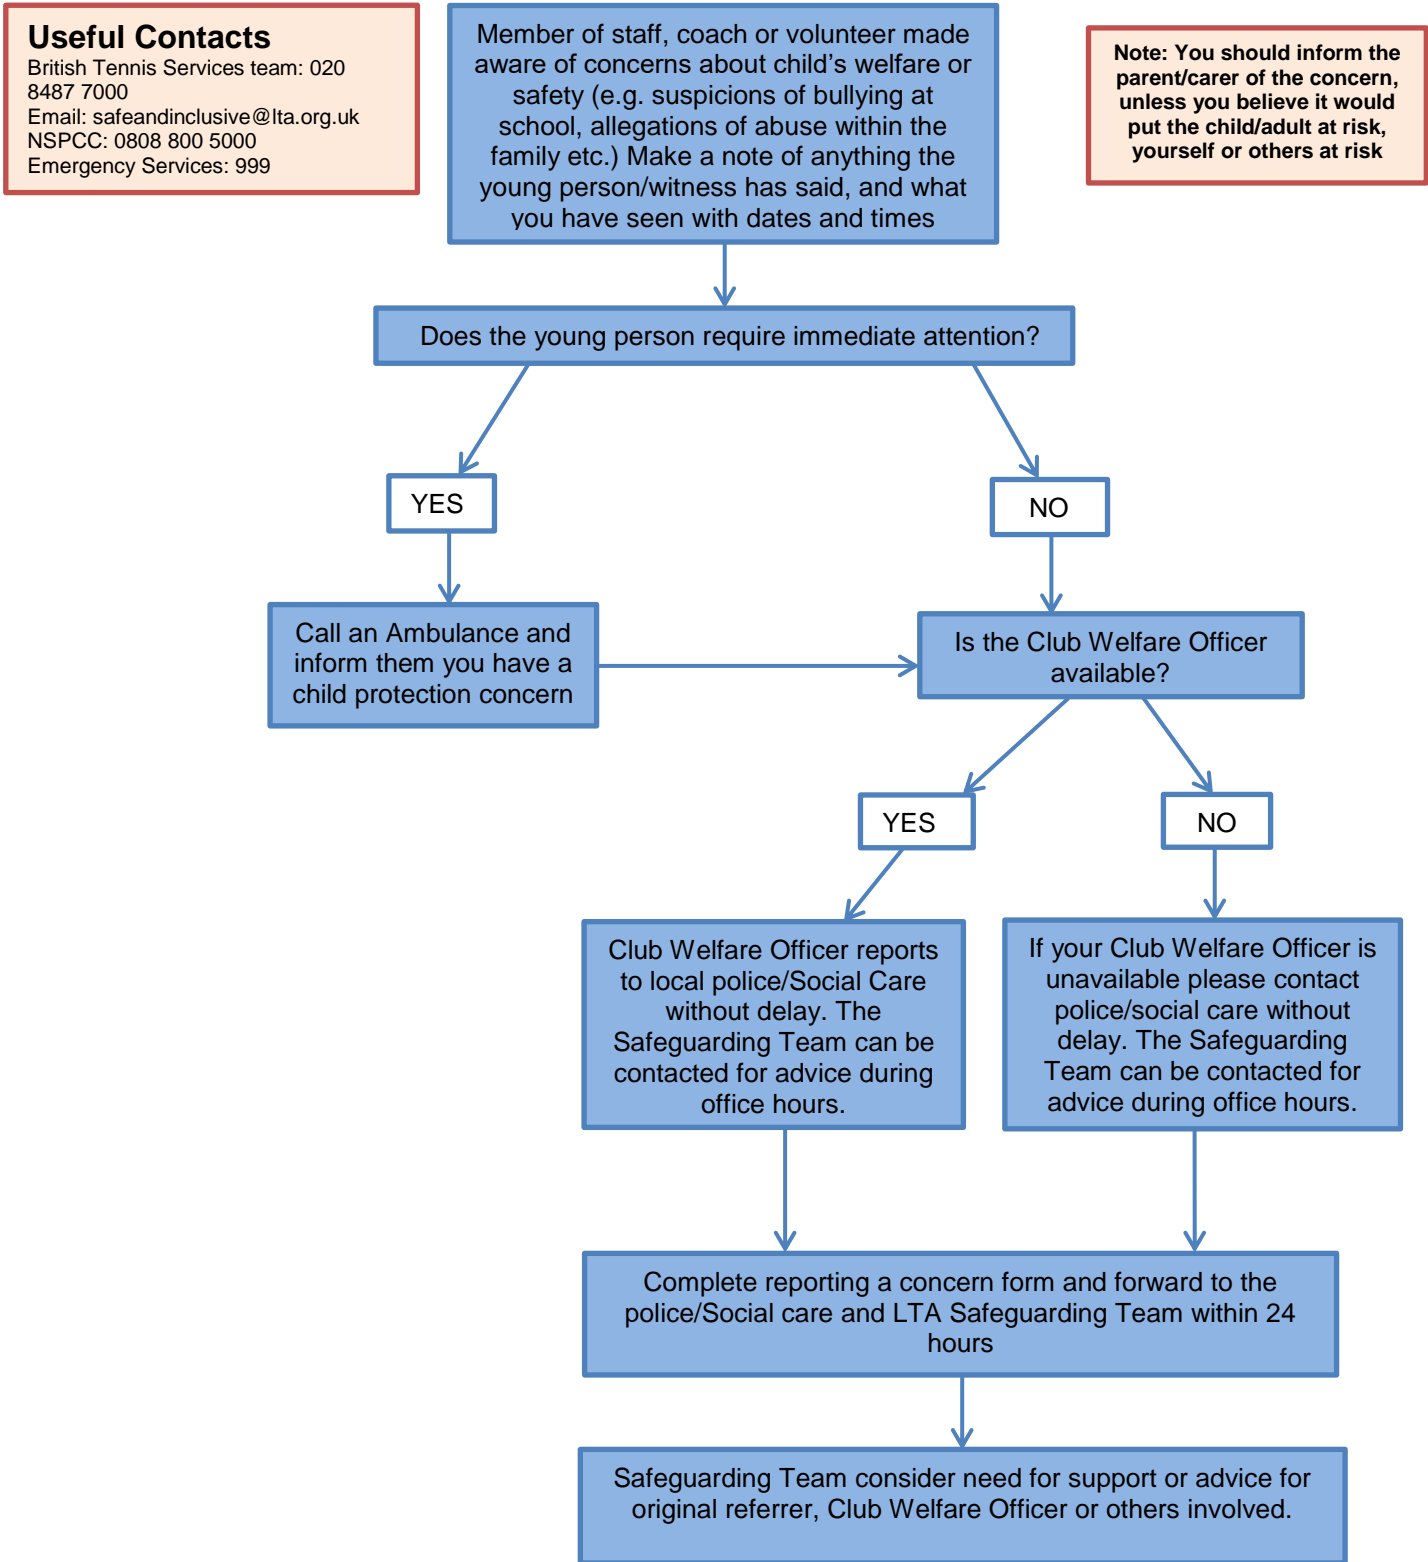 Useful Contacts
British Tennis Services team: 020
8487 7000
Email: safeandinclusive@lta.org.uk
NSPCC: 0808 800 5000
Emergency Services: 999
Member of staff, coach or volunteer made
aware of concerns about child’s welfare or
safety (e.g. suspicions of bullying at
school, allegations of abuse within the
family etc.) Make a note of anything the
young person/witness has said, and what
you have seen with dates and times
Note: You should inform the
parent/carer of the concern,
unless you believe it would
put the child/adult at risk,
yourself or others at risk
Does the young person require immediate attention?
YES
NO
Call an Ambulance and
inform them you have a
child protection concern
Is the Club Welfare Officer
available?
YES
NO
Club Welfare Officer reports
to local police/Social Care
without delay. The
Safeguarding Team can be
contacted for advice during
office hours.
If your Club Welfare Officer is
unavailable please contact
police/social care without
delay. The Safeguarding
Team can be contacted for
advice during office hours.
Complete reporting a concern form and forward to the
police/Social care and LTA Safeguarding Team within 24
hours
Safeguarding Team consider need for support or advice for
original referrer, Club Welfare Officer or others involved.